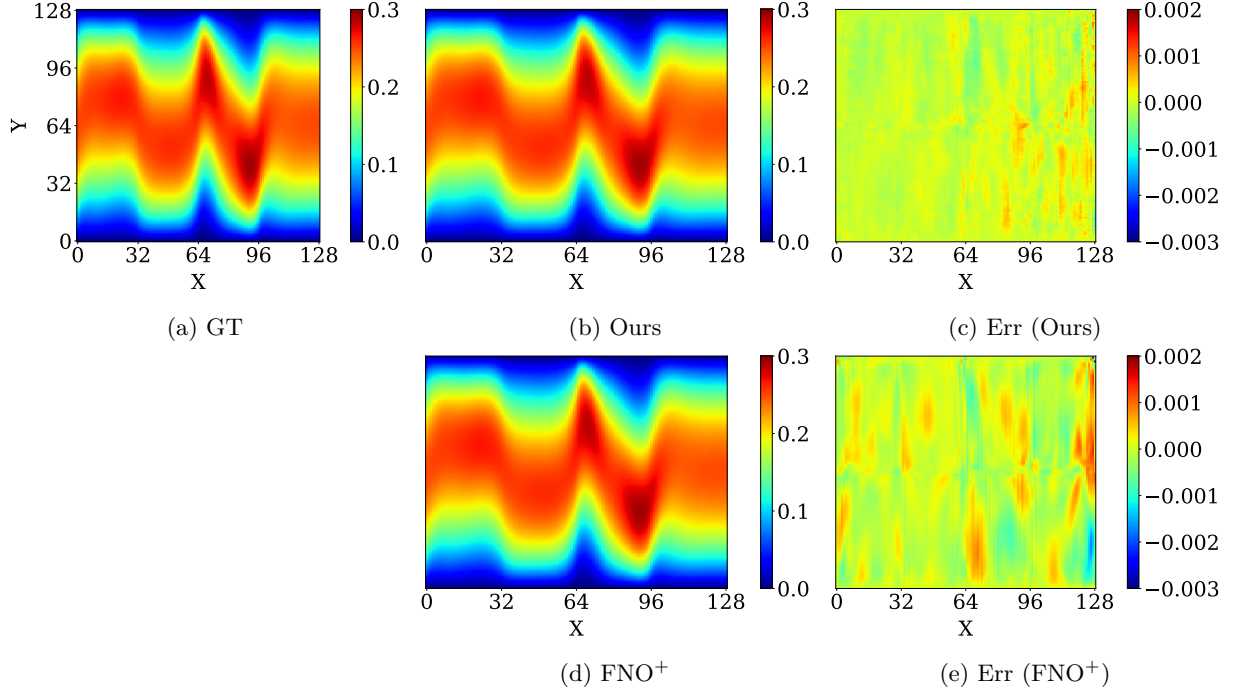 128
96
64
32
0
Y
0 32 64 96 128
X
0.3
0.2
0.1
0.0
(a) GT
0 32 64 96 128
X
0.3
0.2
0.1
0.0
(b) Ours
0 32 64 96 128
X
0.002
0.001
0.000
−0.001
−0.002
−0.003
(c) Err (Ours)
0 32 64 96 128
X
0.3
0.2
0.1
0.0
(d) FNO⁺
0 32 64 96 128
X
0.002
0.001
0.000
−0.001
−0.002
−0.003
(e) Err (FNO⁺)